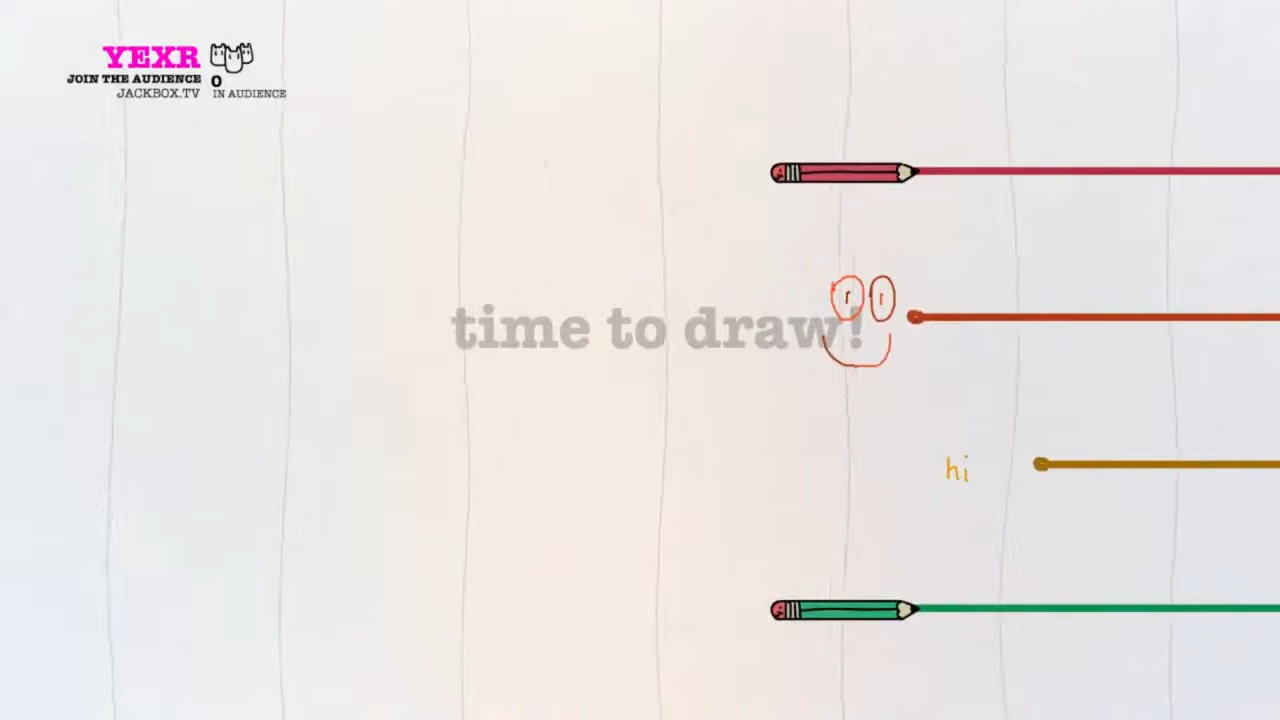 YEXR
JOIN THE AUDIENCE
JACKBOX.TV
0
IN AUDIENCE
time to draw!
hi